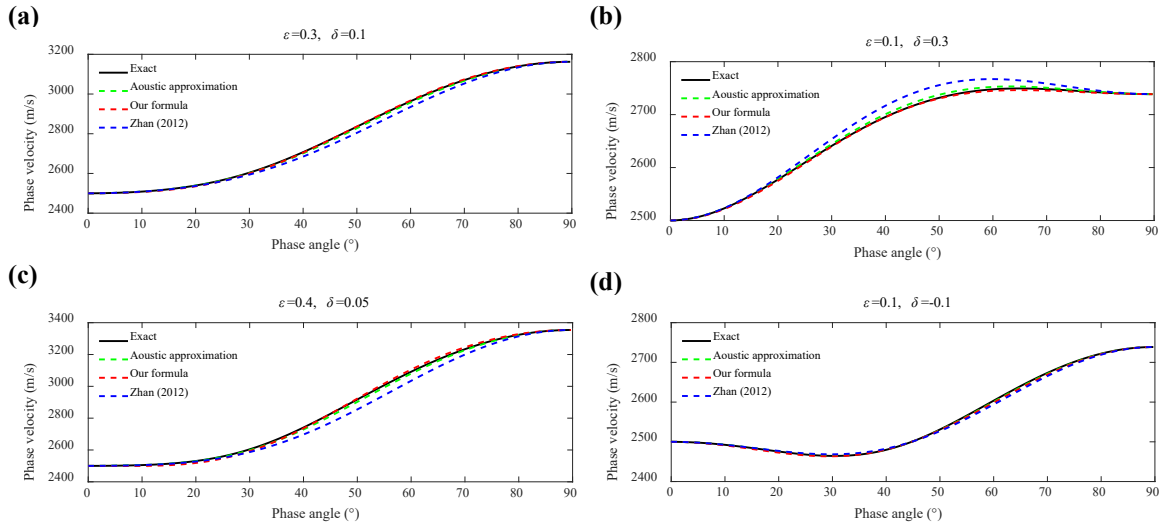 (a)
ε=0.3, δ=0.1
Phase velocity (m/s)
3200
3000
2800
2600
2400
Exact
Aoustic approximation
Our formula
Zhan (2012)
0 10 20 30 40 50 60 70 80 90
Phase angle (°)
(b)
ε=0.1, δ=0.3
Phase velocity (m/s)
2800
2700
2600
2500
Exact
Aoustic approximation
Our formula
Zhan (2012)
0 10 20 30 40 50 60 70 80 90
Phase angle (°)
(c)
ε=0.4, δ=0.05
Phase velocity (m/s)
3400
3200
3000
2800
2600
2400
Exact
Aoustic approximation
Our formula
Zhan (2012)
0 10 20 30 40 50 60 70 80 90
Phase angle (°)
(d)
ε=0.1, δ=-0.1
Phase velocity (m/s)
2800
2700
2600
2500
2400
Exact
Aoustic approximation
Our formula
Zhan (2012)
0 10 20 30 40 50 60 70 80 90
Phase angle (°)